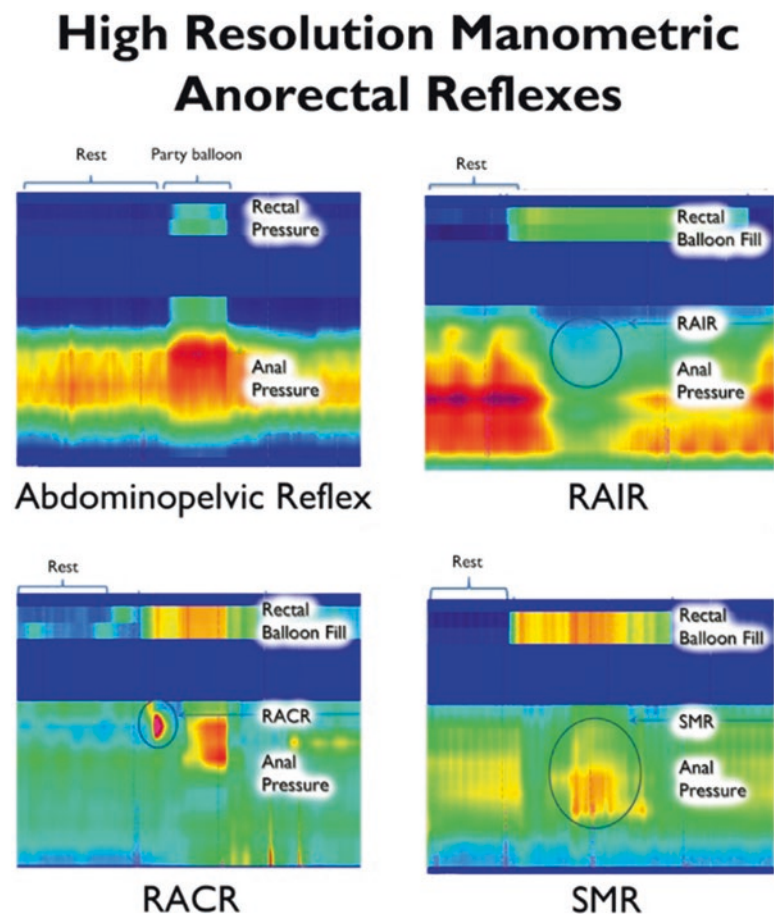 High Resolution Manometric
Anorectal Reflexes
Rest
Party balloon
Rectal
Pressure
Anal
Pressure
Abdominopelvic Reflex
Rest
Rectal
Balloon Fill
RAIR
Anal
Pressure
RAIR
Rest
Rectal
Balloon Fill
RACR
Anal
Pressure
RACR
Rest
Rectal
Balloon Fill
SMR
Anal
Pressure
SMR